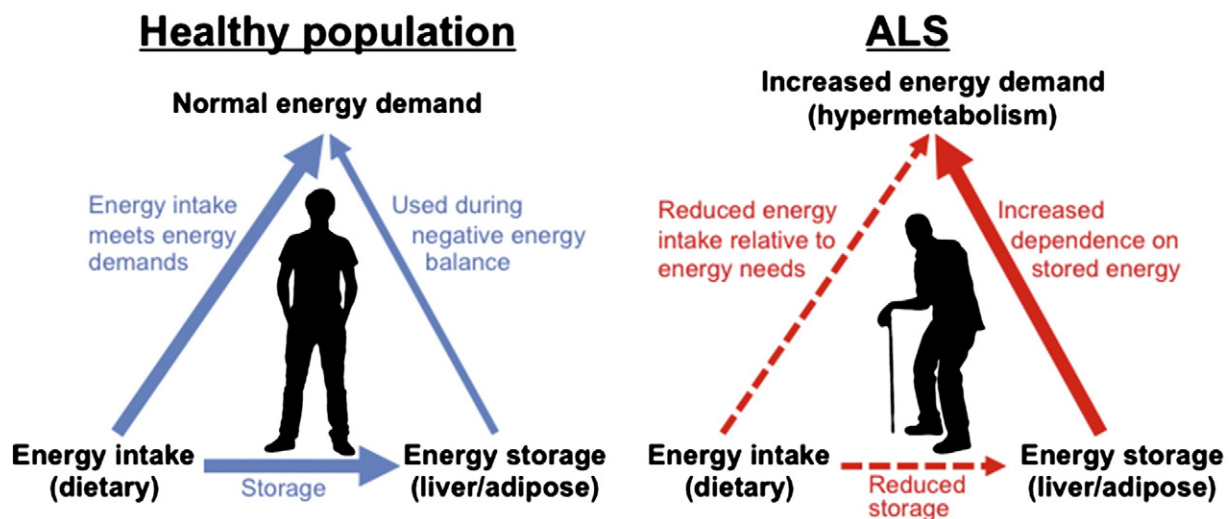 Healthy population
Normal energy demand
Energy intake
meets energy
demands
Used during
negative energy
balance
Energy intake
(dietary)
Storage
Energy storage
(liver/adipose)
ALS
Increased energy demand
(hypermetabolism)
Reduced energy
intake relative to
energy needs
Increased
dependence on
stored energy
Energy intake
(dietary)
Reduced
storage
Energy storage
(liver/adipose)